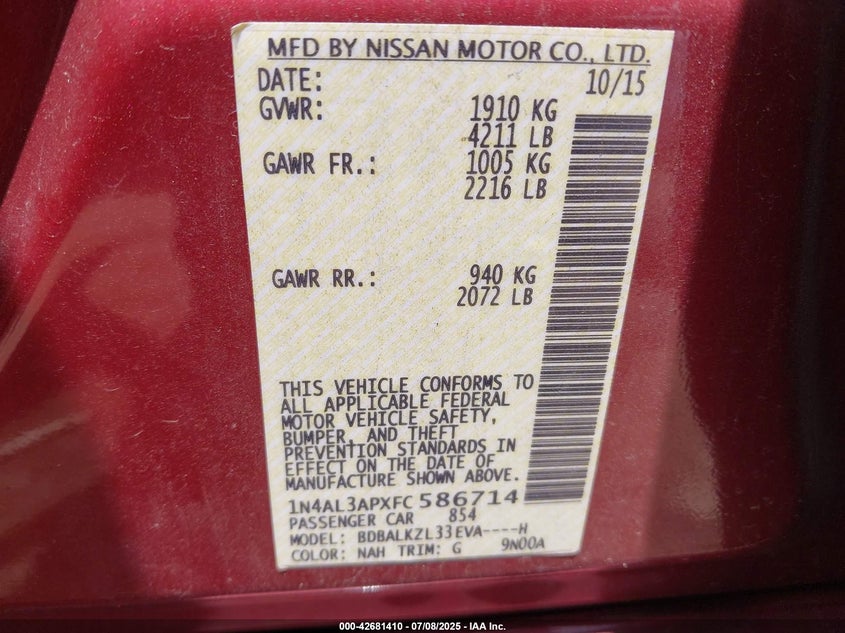 MFD BY NISSAN MOTOR CO., LTD.
DATE: 10/15
GVWR: 1910 KG
4211 LB
GAWR FR.: 1005 KG
2216 LB
GAWR RR.: 940 KG
2072 LB
THIS VEHICLE CONFORMS TO
ALL APPLICABLE FEDERAL
MOTOR VEHICLE SAFETY,
BUMPER, AND THEFT
PREVENTION STANDARDS IN
EFFECT ON THE DATE OF
MANUFACTURE SHOWN ABOVE.
1N4AL3APXFC 586714
PASSENGER CAR 854
MODEL: BDBALKZL33EVA----H
COLOR: NAH TRIM: G 9N00A
000-42681410 - 07/08/2025 - IAA Inc.